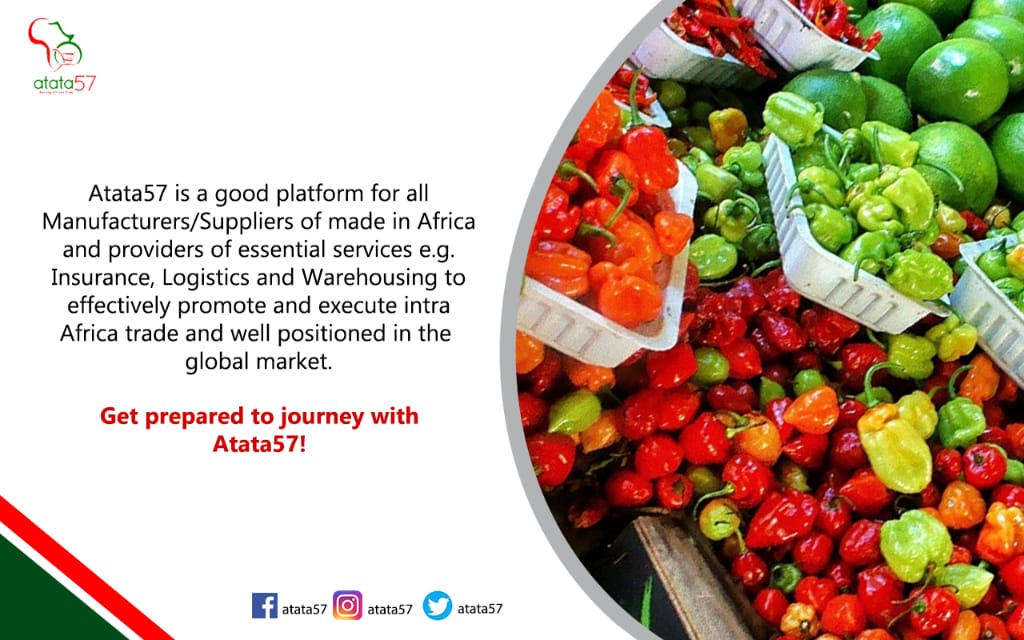 atata57
Atata57 is a good platform for all
Manufacturers/Suppliers of made in Africa
and providers of essential services e.g.
Insurance, Logistics and Warehousing to
effectively promote and execute intra
Africa trade and well positioned in the
global market.
Get prepared to journey with
Atata57!
atata57 atata57 atata57